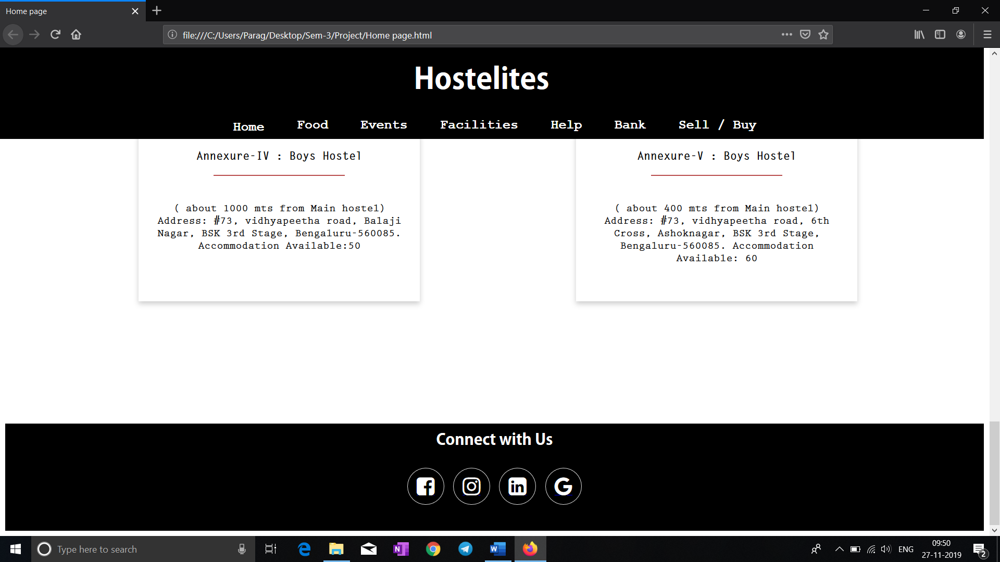 Home page
file:///C:/Users/Parag/Desktop/Sem-3/Project/Home page.html
Hostelites
Home Food Events Facilities Help Bank Sell / Buy
Annexure-IV : Boys Hostel
( about 1000 mts from Main hostel)
Address: #73, vidhyapeetha road, Balaji
Nagar, BSK 3rd Stage, Bengaluru-560085.
Accommodation Available:50
Annexure-V : Boys Hostel
( about 400 mts from Main hostel)
Address: #73, vidhyapeetha road, 6th
Cross, Ashoknagar, BSK 3rd Stage,
Bengaluru-560085. Accommodation
Available: 60
Connect with Us
Type here to search
ENG
09:50
27-11-2019
2